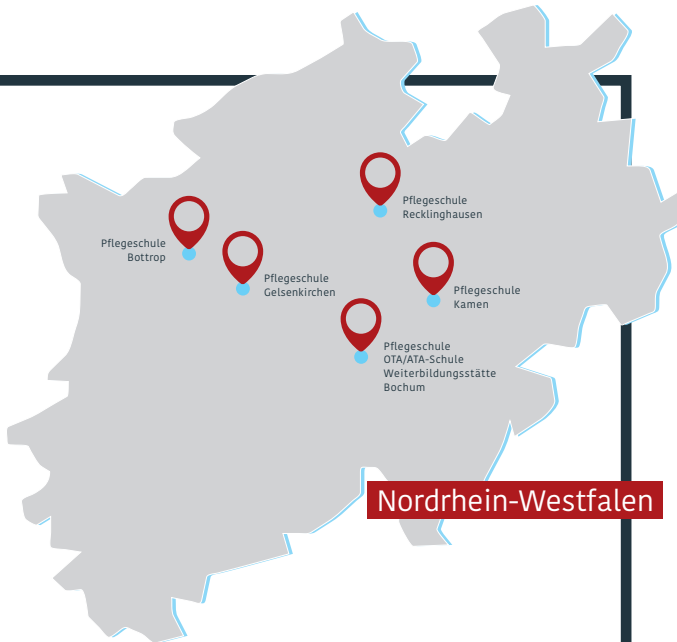 Pflegeschule
Recklinghausen
Pflegeschule
Bottrop
Pflegeschule
Gelsenkirchen
Pflegeschule
Kamen
Pflegeschule
OTA/ATA-Schule
Weiterbildungsstätte
Bochum
Nordrhein-Westfalen